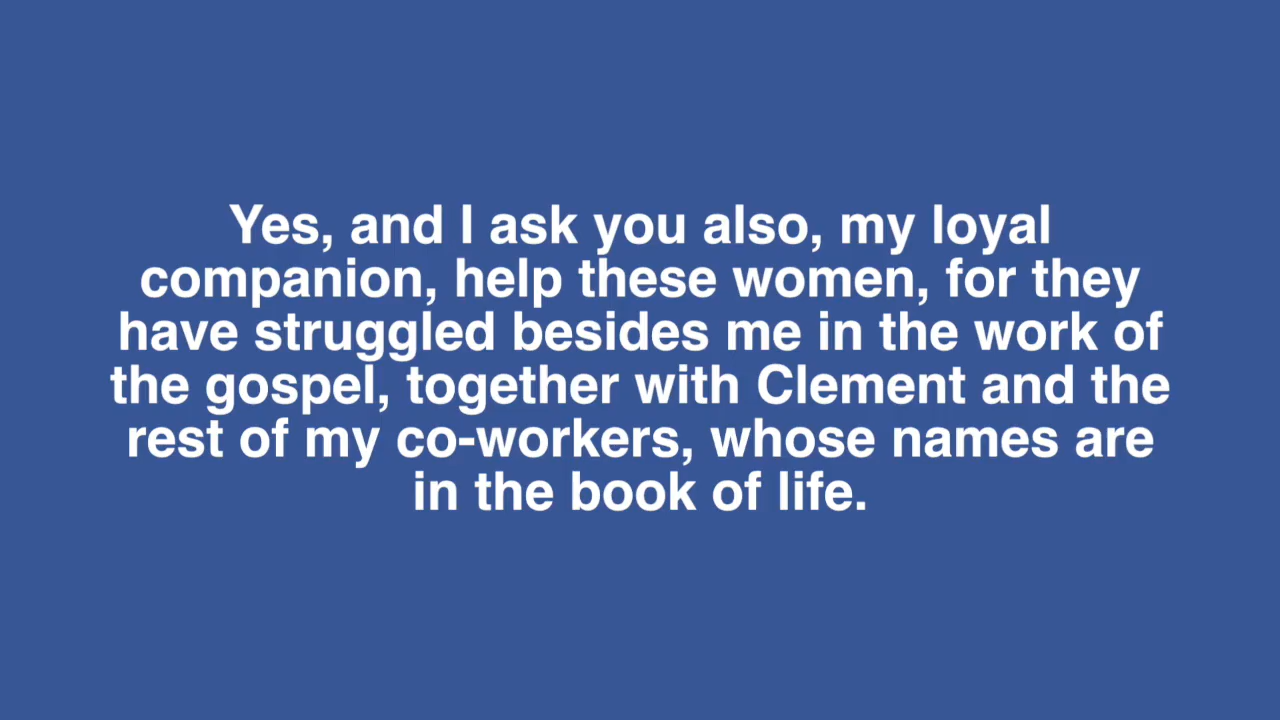 Yes, and I ask you also, my loyal
companion, help these women, for they
have struggled besides me in the work of
the gospel, together with Clement and the
rest of my co-workers, whose names are
in the book of life.